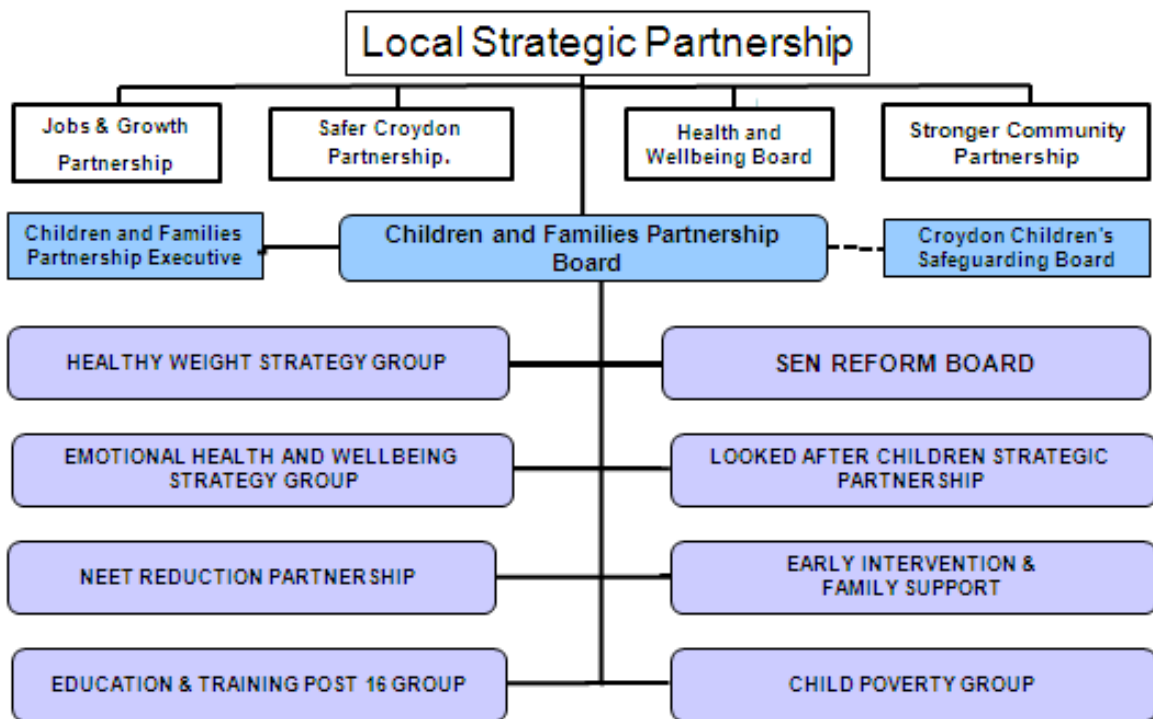 Local Strategic Partnership
Jobs & Growth
Partnership
Safer Croydon
Partnership.
Health and
Wellbeing Board
Stronger Community
Partnership
Children and Families
Partnership Executive
Children and Families Partnership
Board
Croydon Children's
Safeguarding Board
HEALTHY WEIGHT STRATEGY GROUP
SEN REFORM BOARD
EMOTIONAL HEALTH AND WELLBEING
STRATEGY GROUP
LOOKED AFTER CHILDREN STRATEGIC
PARTNERSHIP
NEET REDUCTION PARTNERSHIP
EARLY INTERVENTION &
FAMILY SUPPORT
EDUCATION & TRAINING POST 16 GROUP
CHILD POVERTY GROUP